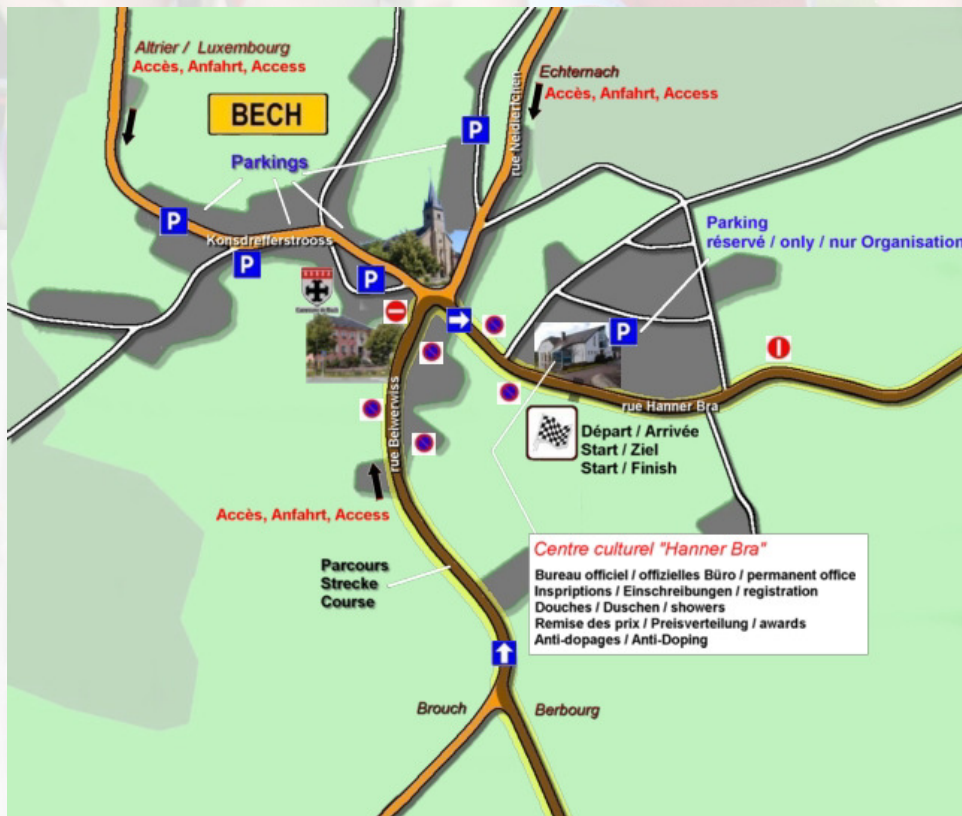 Altrier / Luxembourg
Accès, Anfahrt, Access
Echternach
Accès, Anfahrt, Access
BECH
P
Parkings
rue Neidierfchen
P
Konsdrefferstrooss
P
P
Parking
réservé / only / nur Organisation
P
rue Hanner Bra
rue Beiwerwiss
Départ / Arrivée
Start / Ziel
Start / Finish
Accès, Anfahrt, Access
Parcours
Strecke
Course
Centre culturel "Hanner Bra"
Bureau officiel / offizielles Büro / permanent office
Inspriptions / Einschreibungen / registration
Douches / Duschen / showers
Remise des prix / Preisverteilung / awards
Anti-dopages / Anti-Doping
Brouch
Berbourg